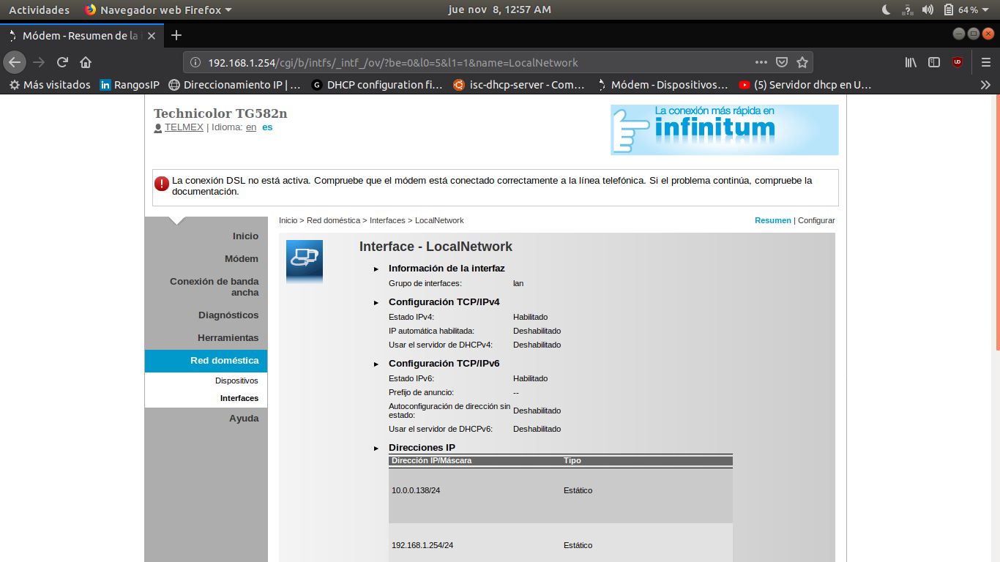 Actividades
Navegador web Firefox
jue nov 8, 12:57 AM
64 %
Módem - Resumen de la i
192.168.1.254/cgi/b/intfs/_intf_/ov/?be=0&l0=5&l1=1&name=LocalNetwork
Más visitados
RangosIP
Direccionamiento IP | …
DHCP configuration fi…
isc-dhcp-server - Com…
Módem - Dispositivos…
(5) Servidor dhcp en U…
Technicolor TG582n
TELMEX | Idioma: en es
La conexión más rápida en
infinitum
La conexión DSL no está activa. Compruebe que el módem está conectado correctamente a la línea telefónica. Si el problema continúa, compruebe la
documentación.
Inicio > Red doméstica > Interfaces > LocalNetwork
Resumen | Configurar
Inicio
Módem
Conexión de banda
ancha
Diagnósticos
Herramientas
Red doméstica
Dispositivos
Interfaces
Ayuda
Interface - LocalNetwork
Información de la interfaz
Grupo de interfaces: lan
Configuración TCP/IPv4
Estado IPv4: Habilitado
IP automática habilitada: Deshabilitado
Usar el servidor de DHCPv4: Deshabilitado
Configuración TCP/IPv6
Estado IPv6: Habilitado
Prefijo de anuncio: --
Autoconfiguración de dirección sin
estado: Deshabilitado
Usar el servidor de DHCPv6: Deshabilitado
Direcciones IP
Dirección IP/Máscara Tipo
10.0.0.138/24 Estático
192.168.1.254/24 Estático